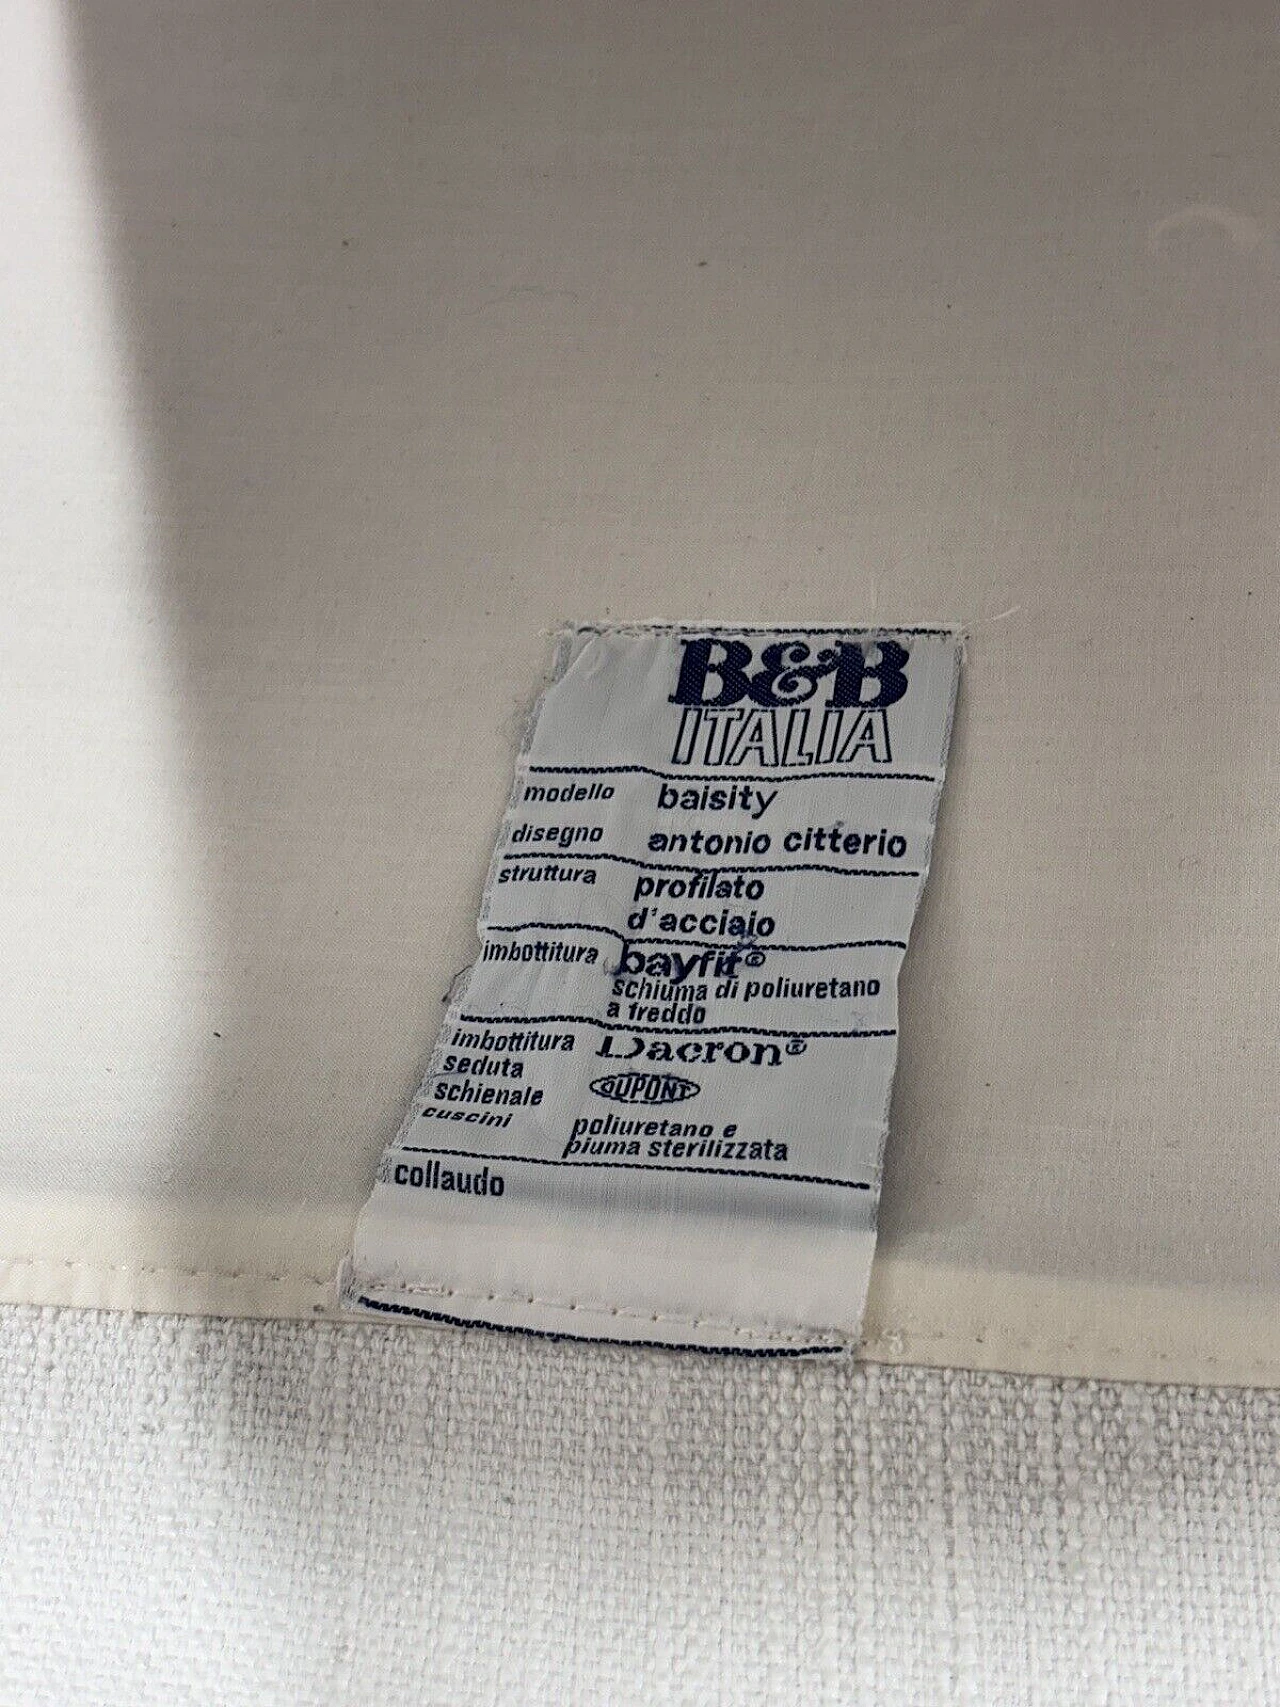 B&B
ITALIA
modello baisity
disegno antonio citterio
struttura profilato
d'acciaio
imbottitura bayfit®
schiuma di poliuretano
a freddo
imbottitura Dacron®
seduta
schienale DUPONT
cuscini poliuretano e
piuma sterilizzata
collaudo